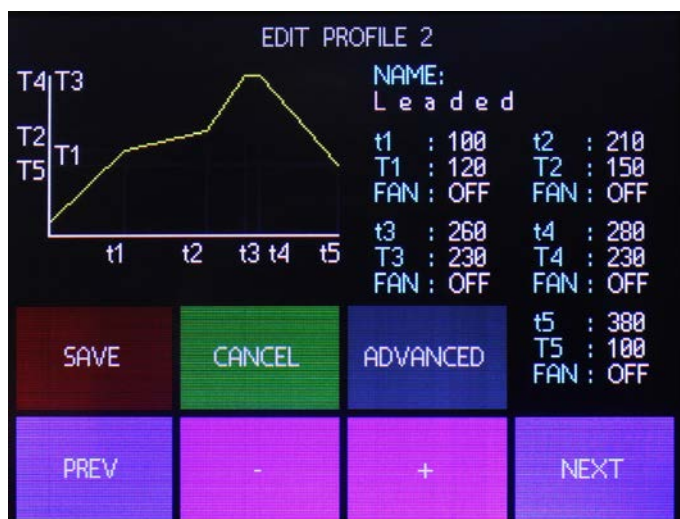 EDIT PROFILE 2
T4 T3
T2
T1
T5
t1 t2 t3 t4 t5
NAME:
Leaded
t1 : 100 t2 : 210
T1 : 120 T2 : 150
FAN : OFF FAN : OFF
t3 : 260 t4 : 280
T3 : 230 T4 : 230
FAN : OFF FAN : OFF
t5 : 380
T5 : 100
FAN : OFF
SAVE CANCEL ADVANCED
PREV - + NEXT